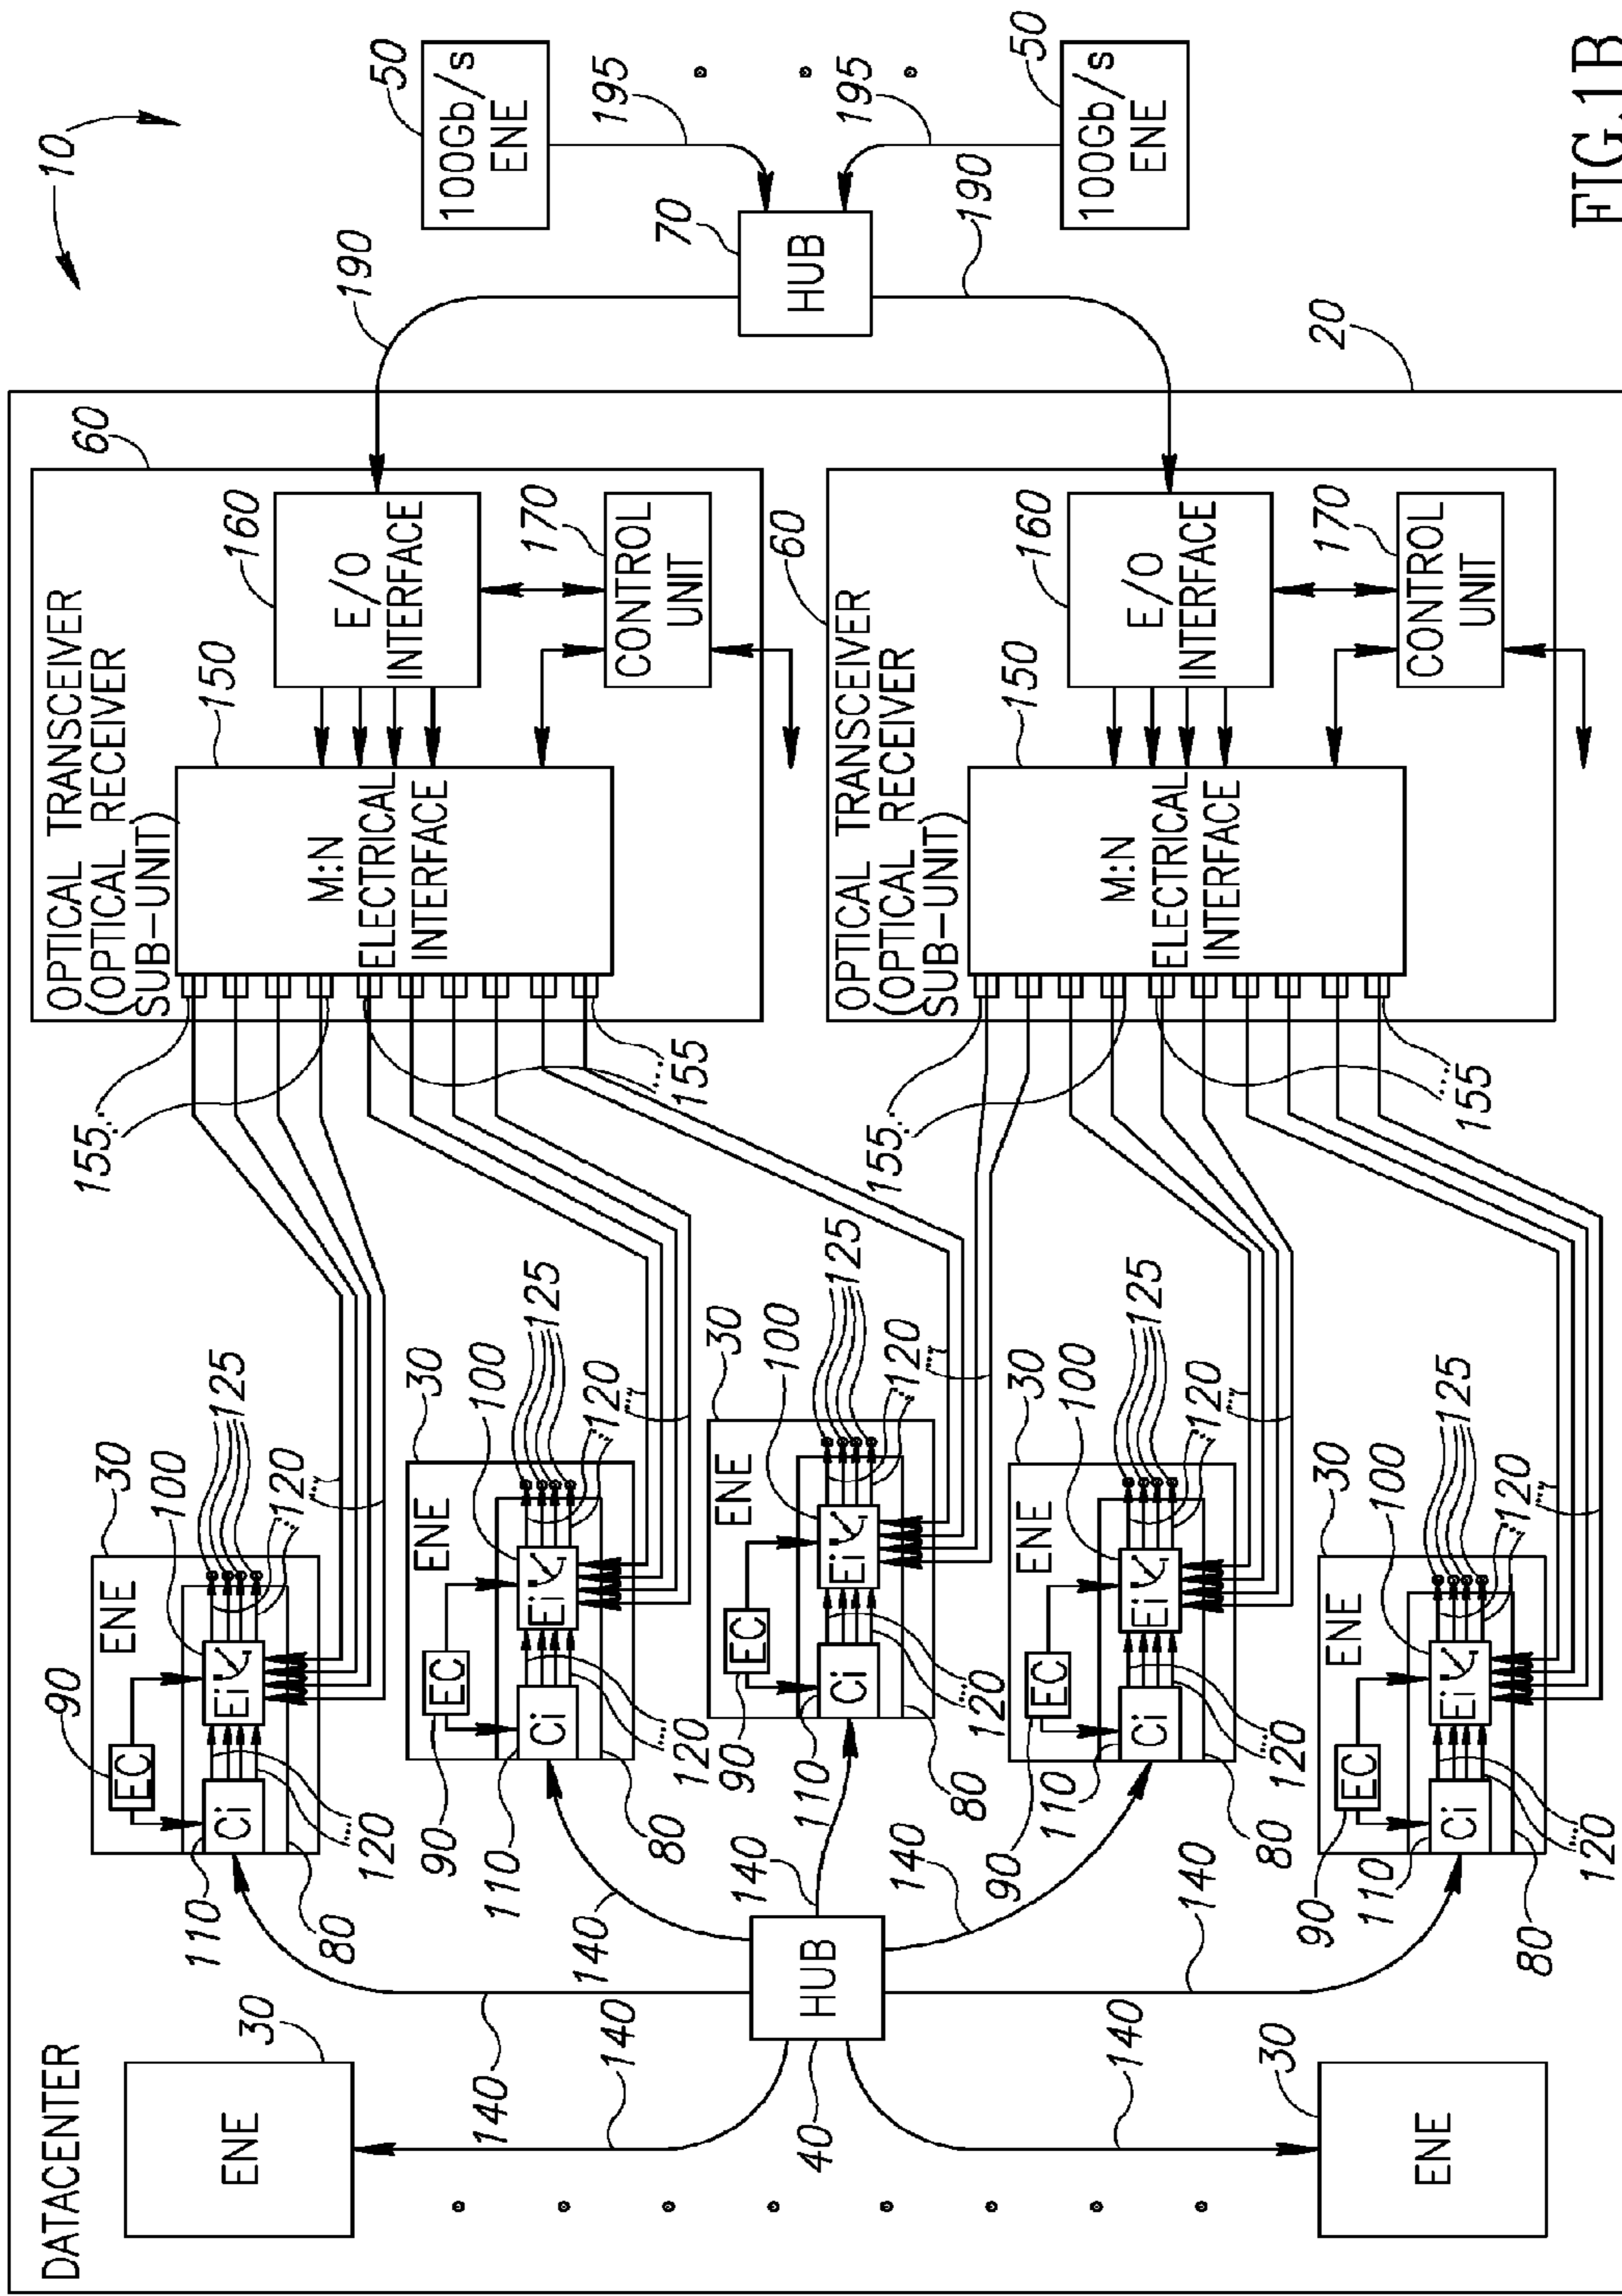 DATACENTER
ENE
30
140
140
HUB
40
140
140
140
140
140
ENE
30
ENE
30
90
EC
100
Ci
Ei
125
110
120
120
120
80
ENE
30
90
EC
100
Ci
Ei
125
110
120
120
120
80
ENE
30
90
EC
100
Ci
Ei
125
110
120
120
120
80
ENE
30
90
EC
100
Ci
Ei
125
110
120
120
120
80
ENE
30
90
EC
100
Ci
Ei
125
110
120
120
120
80
OPTICAL TRANSCEIVER
(OPTICAL RECEIVER
SUB-UNIT)
60
155
155
150
M:N
ELECTRICAL
INTERFACE
160
E/O
INTERFACE
170
CONTROL
UNIT
OPTICAL TRANSCEIVER
(OPTICAL RECEIVER
SUB-UNIT)
60
155
155
150
M:N
ELECTRICAL
INTERFACE
160
E/O
INTERFACE
170
CONTROL
UNIT
20
190
190
70
HUB
10
50
100Gb/s
ENE
195
195
50
100Gb/s
ENE
FIG.1B